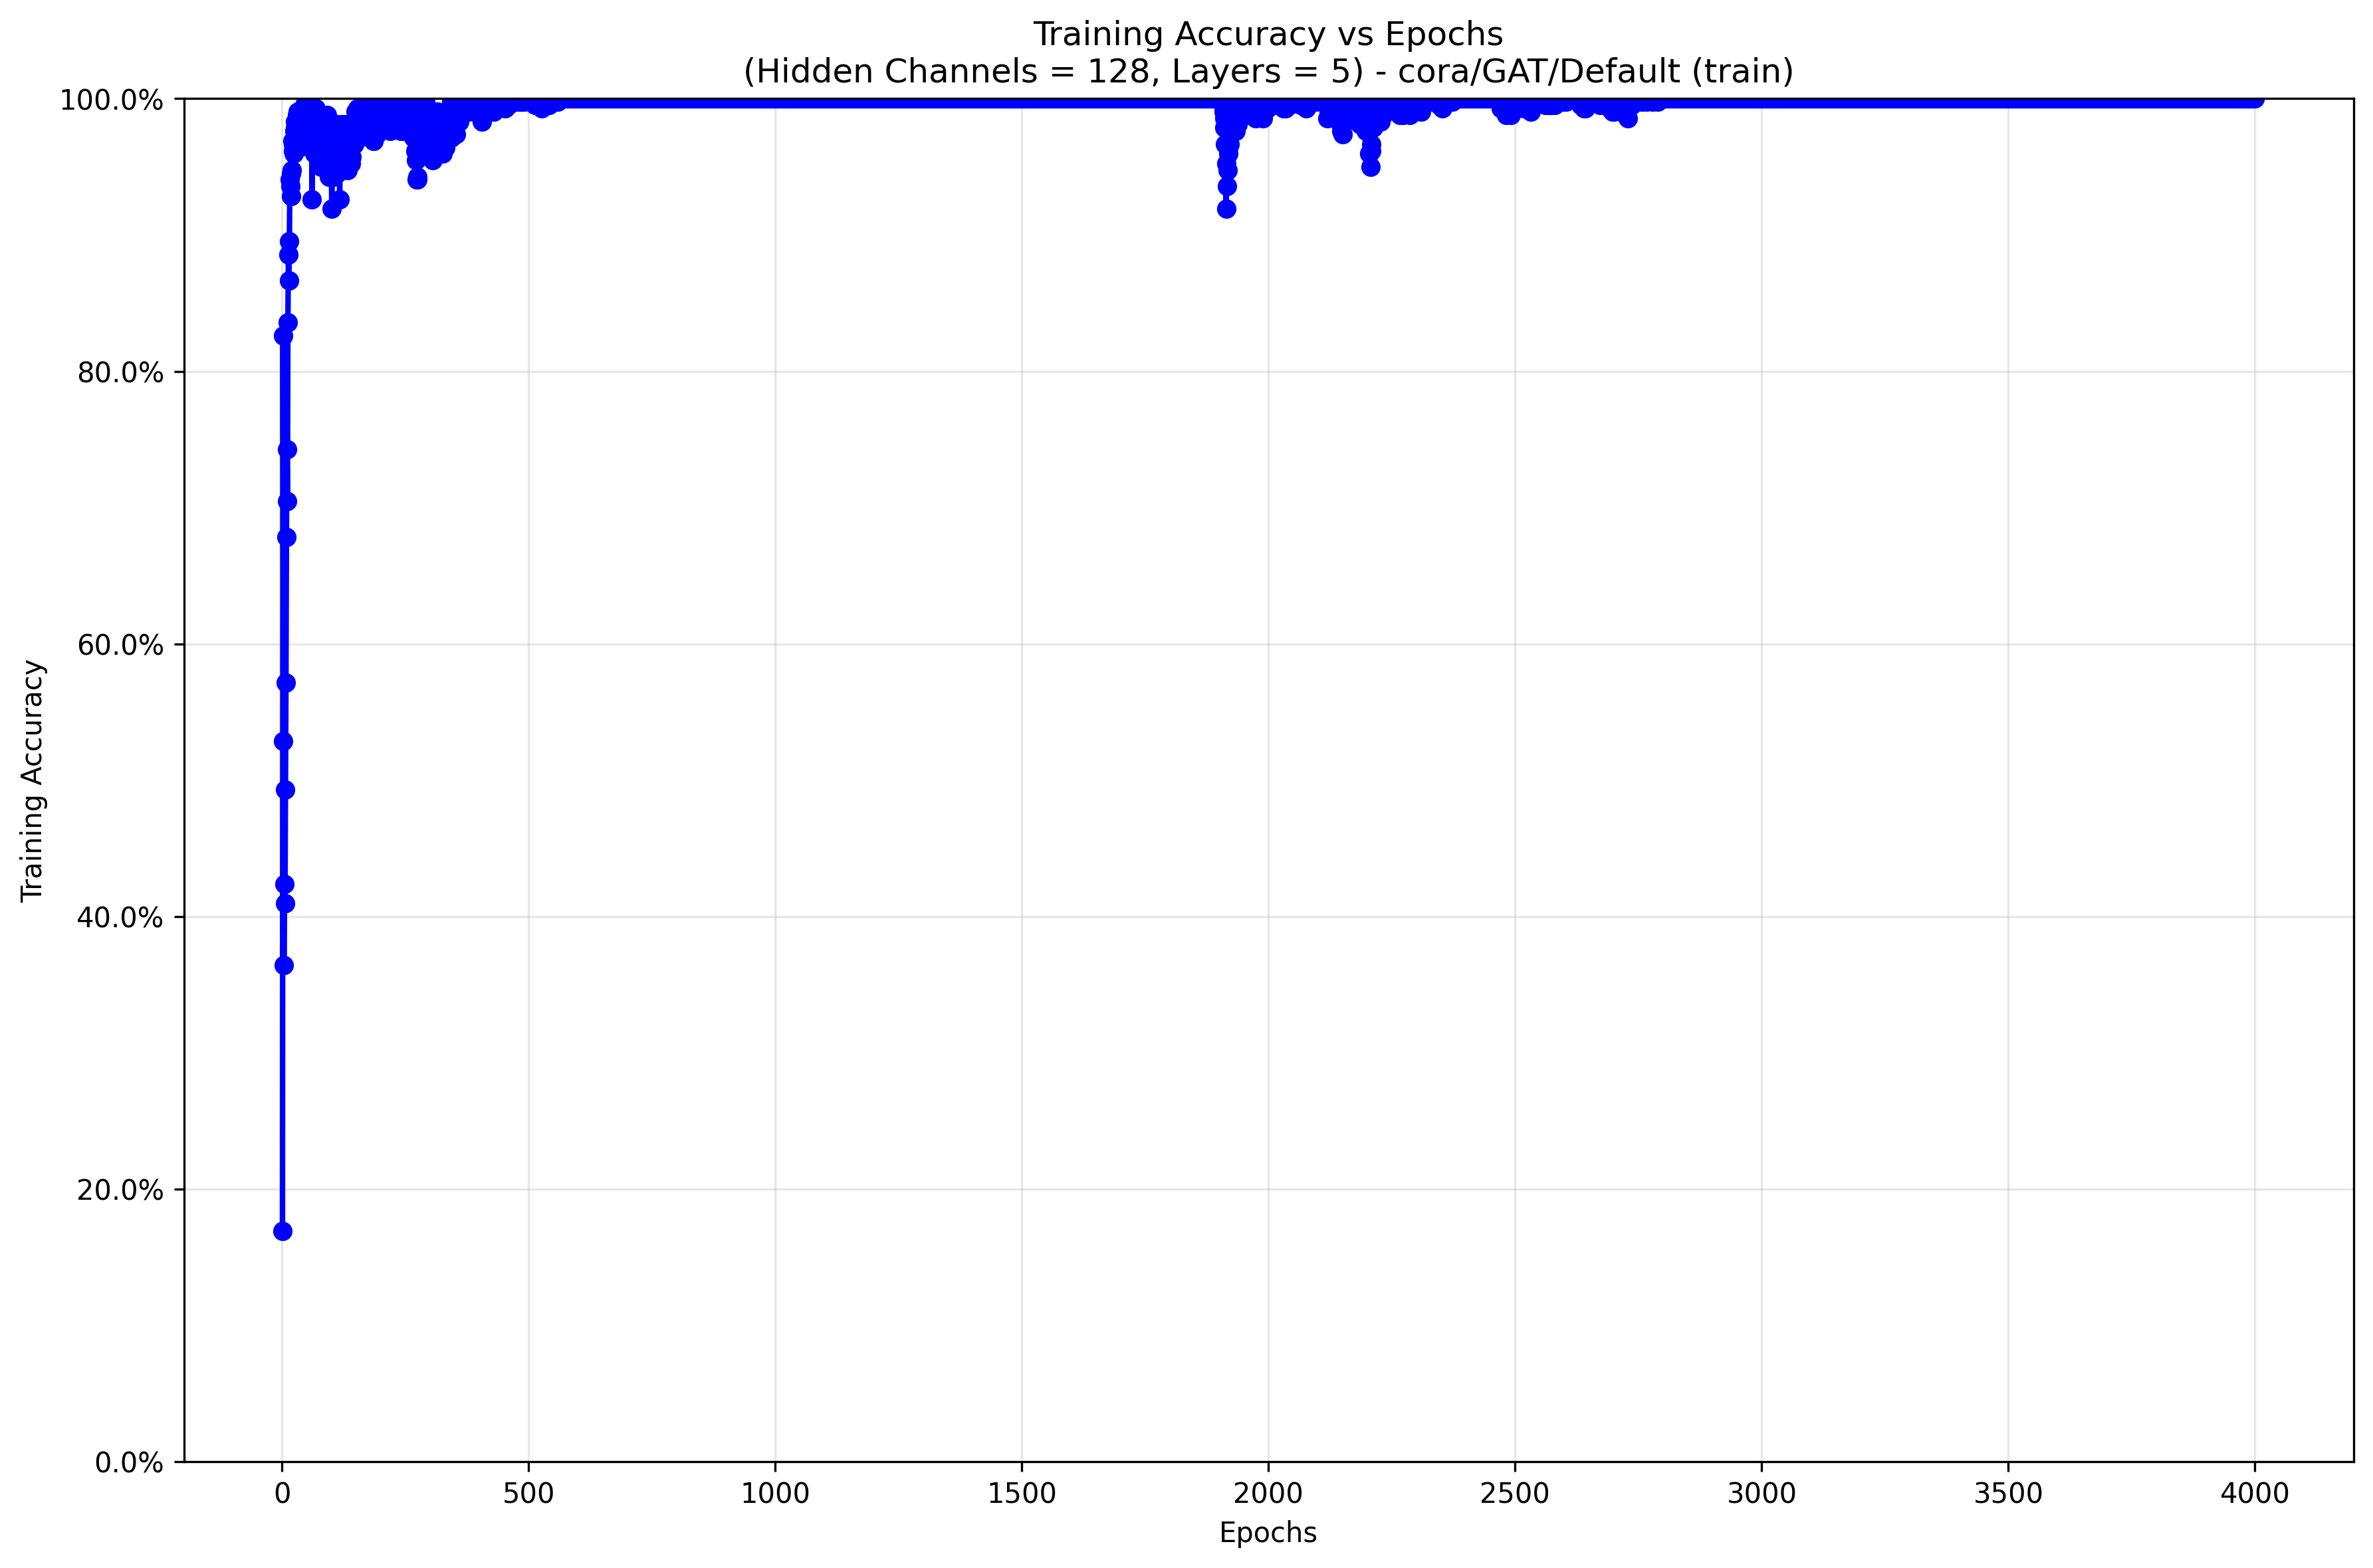 Training Accuracy vs Epochs
(Hidden Channels = 128, Layers = 5) - cora/GAT/Default (train)
100.0%
80.0%
60.0%
40.0%
20.0%
0.0%
Training Accuracy
0 500 1000 1500 2000 2500 3000 3500 4000
Epochs